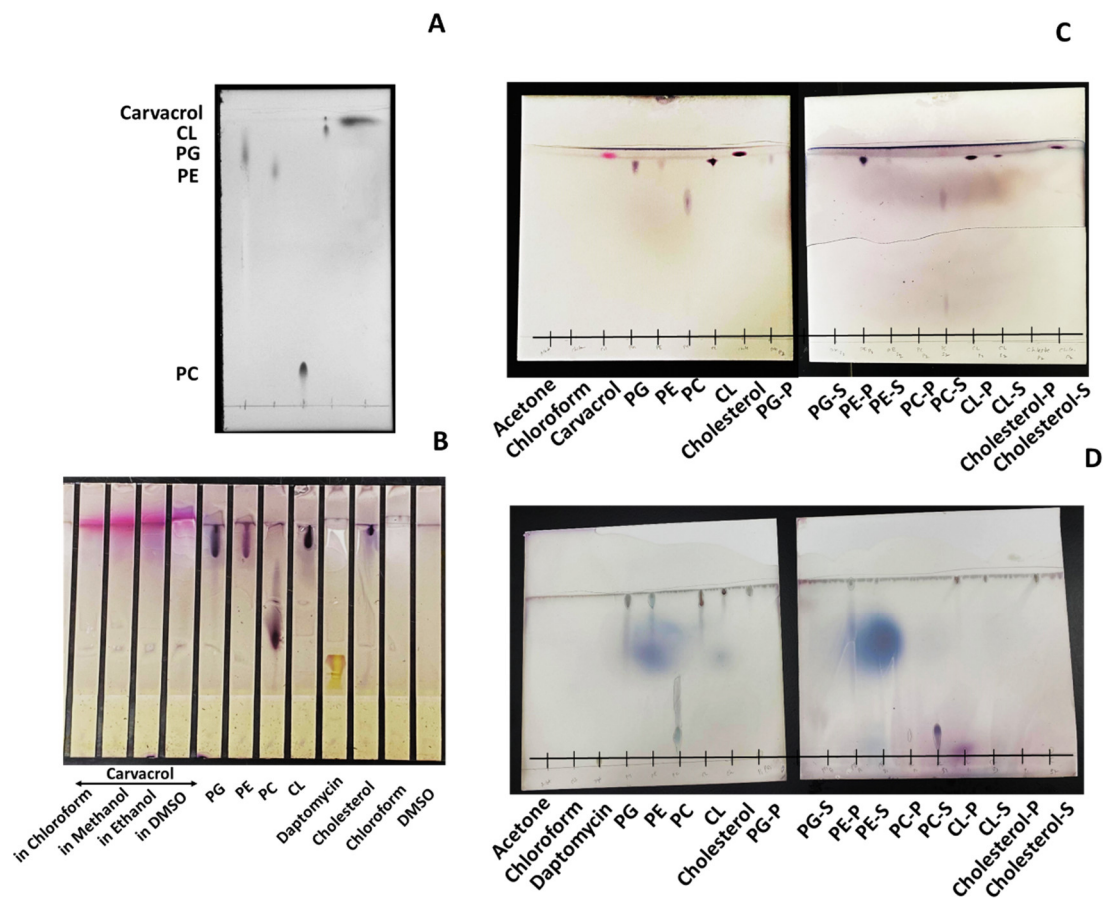 A
Carvacrol
CL
PG
PE
PC
B
Carvacrol
in Chloroform
in Methanol
in Ethanol
in DMSO
PG
PE
PC
CL
Daptomycin
Cholesterol
Chloroform
DMSO
C
Acetone
Chloroform
Carvacrol
PG
PE
PC
CL
Cholesterol
PG-P
PG-S
PE-P
PE-S
PC-P
PC-S
CL-P
CL-S
Cholesterol-P
Cholesterol-S
D
Acetone
Chloroform
Daptomycin
PG
PE
PC
CL
Cholesterol
PG-P
PG-S
PE-P
PE-S
PC-P
PC-S
CL-P
CL-S
Cholesterol-P
Cholesterol-S